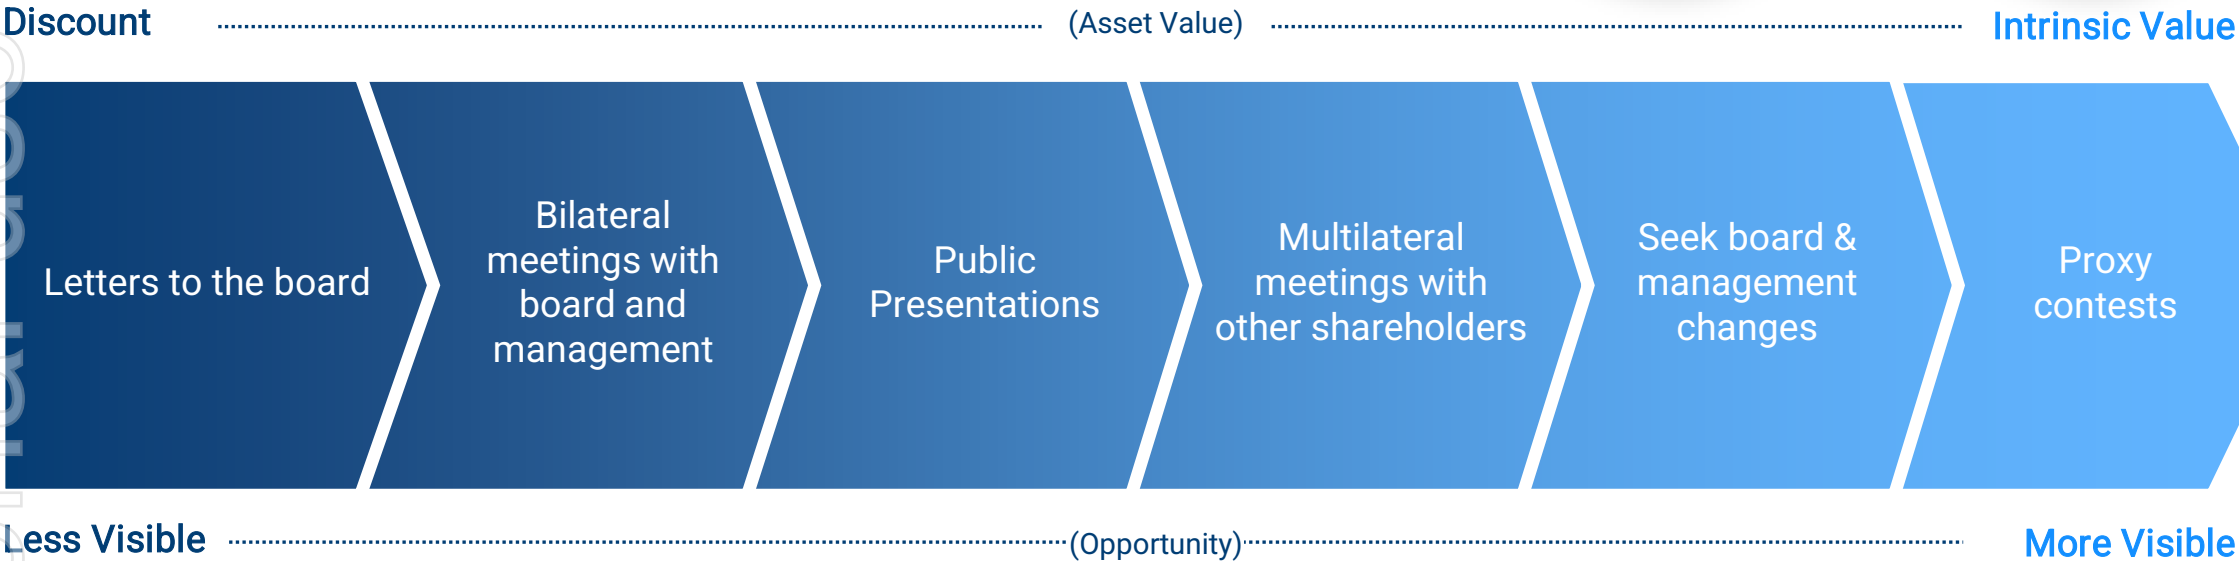 Discount
(Asset Value)
Intrinsic Value
Letters to the board
Bilateral
meetings with
board and
management
Public
Presentations
Multilateral
meetings with
other shareholders
Seek board &
management
changes
Proxy
contests
Less Visible
(Opportunity)
More Visible